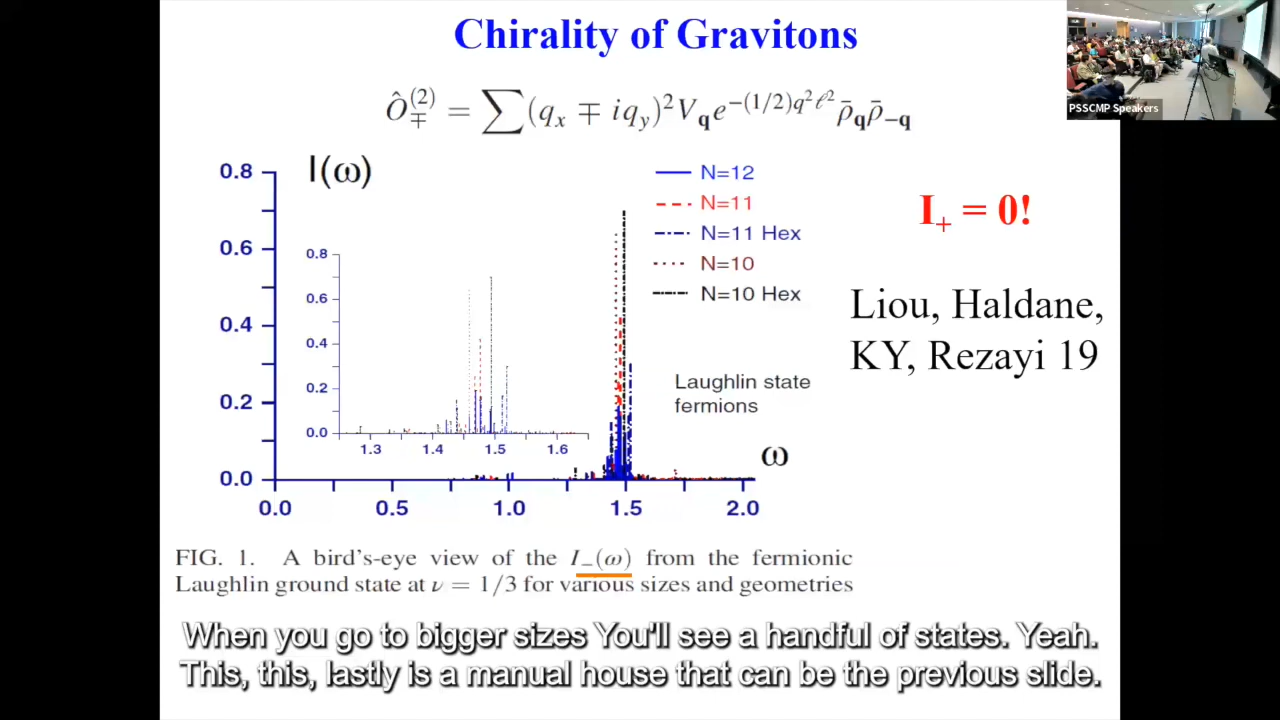 Chirality of Gravitons
PSSCMP Speakers
Ô∓(2) = ∑(qx ∓ iqy)²Vq e^−(1/2)q²ℓ² ρ̄qρ̄−q
I(ω)
0.8
0.6
0.4
0.2
0.0
0.0 0.5 1.0 1.5 2.0
0.8
0.6
0.4
0.2
0.0
1.3 1.4 1.5 1.6
N=12
N=11
N=11 Hex
N=10
N=10 Hex
Laughlin state
fermions
ω
I+ = 0!
Liou, Haldane,
KY, Rezayi 19
FIG. 1. A bird's-eye view of the I−(ω) from the fermionic
Laughlin ground state at ν = 1/3 for various sizes and geometries
When you go to bigger sizes You'll see a handful of states. Yeah.
This, this, lastly is a manual house that can be the previous slide.